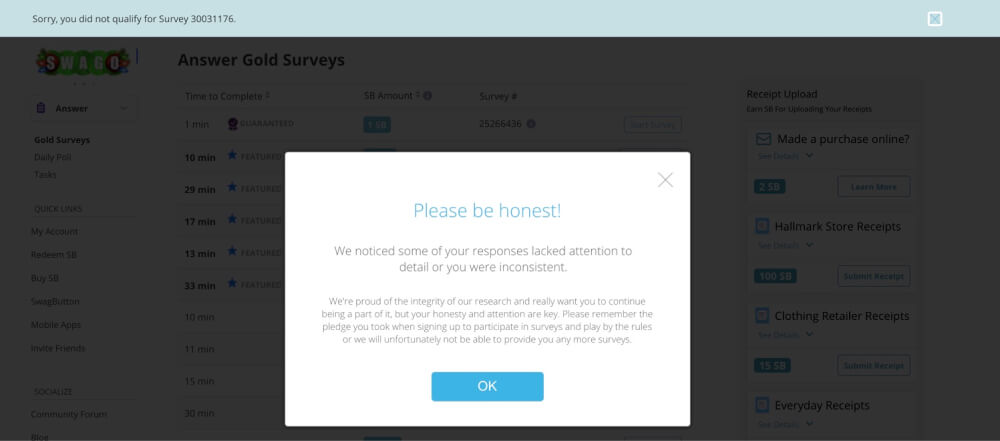 Sorry, you did not qualify for Survey 30031176.
SWAGO
Answer Gold Surveys
Time to Complete
SB Amount
Survey #
Answer
1 min
GUARANTEED
1 SB
25266436
Start Survey
Gold Surveys
Daily Poll
Tasks
10 min
FEATURED
29 min
FEATURED
17 min
FEATURED
13 min
FEATURED
33 min
FEATURED
10 min
11 min
15 min
30 min
QUICK LINKS
My Account
Redeem SB
Buy SB
SwagButton
Mobile Apps
Invite Friends
SOCIALIZE
Community Forum
Blog
Please be honest!
We noticed some of your responses lacked attention to
detail or you were inconsistent.
We're proud of the integrity of our research and really want you to continue
being a part of it, but your honesty and attention are key. Please remember the
pledge you took when signing up to participate in surveys and play by the rules
or we will unfortunately not be able to provide you any more surveys.
OK
Receipt Upload
Earn SB For Uploading Your Receipts
Made a purchase online?
See Details
2 SB
Learn More
Hallmark Store Receipts
See Details
100 SB
Submit Receipt
Clothing Retailer Receipts
See Details
15 SB
Submit Receipt
Everyday Receipts
See Details